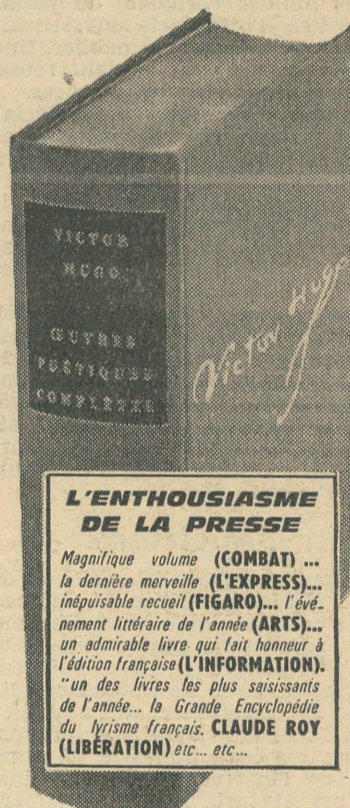 VICTOR
HUGO
ŒUVRES
POÉTIQUES
COMPLÈTES
Victor Hugo
L'ENTHOUSIASME
DE LA PRESSE
Magnifique volume (COMBAT) ...
la dernière merveille (L'EXPRESS)...
inépuisable recueil (FIGARO)... l'évé-
nement littéraire de l'année (ARTS)...
un admirable livre qui fait honneur à
l'édition française (L'INFORMATION).
"un des livres les plus saisissants
de l'année... la Grande Encyclopédie
du lyrisme français. CLAUDE ROY
(LIBÉRATION) etc... etc...